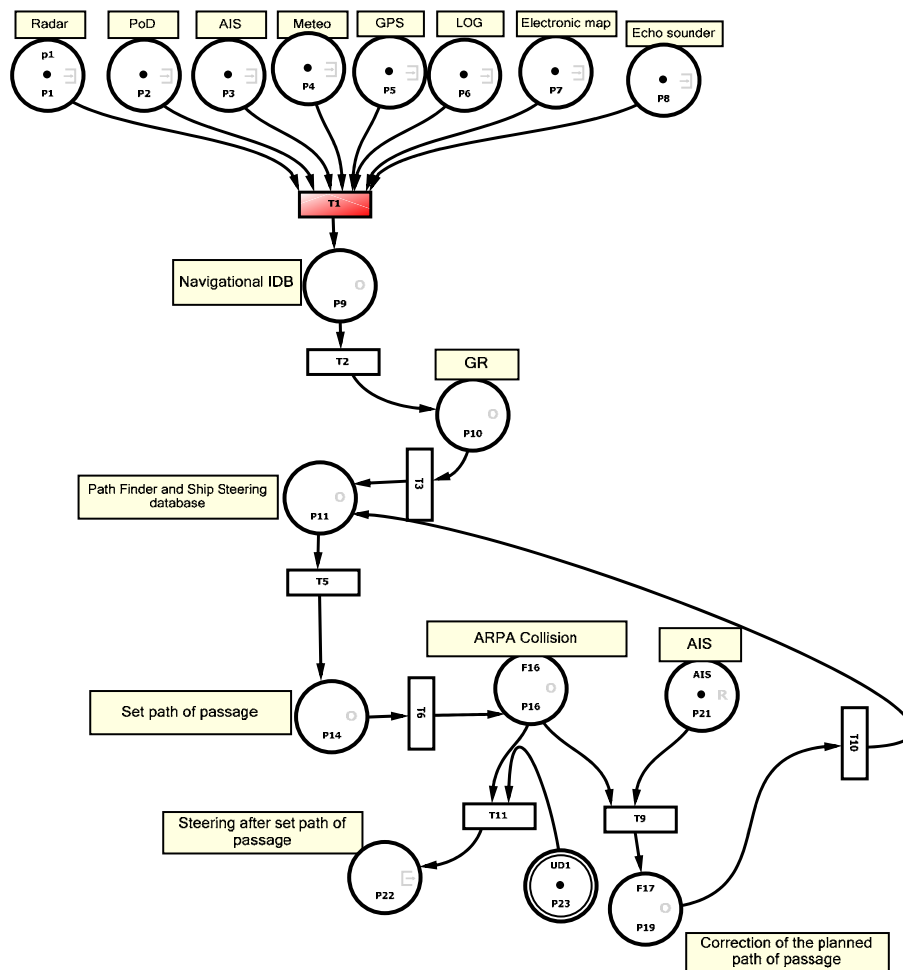 Radar
PoD
AIS
Meteo
GPS
LOG
Electronic map
Echo sounder
p1
P1
P2
P3
P4
P5
P6
P7
P8
T1
Navigational IDB
O
P9
T2
GR
O
P10
T3
Path Finder and Ship Steering
database
O
P11
T5
ARPA Collision
AIS
F16
O
P16
AIS
R
P21
Set path of passage
O
P14
T6
T10
Steering after set path of
passage
T11
T9
P22
UD1
P23
F17
O
P19
Correction of the planned
path of passage